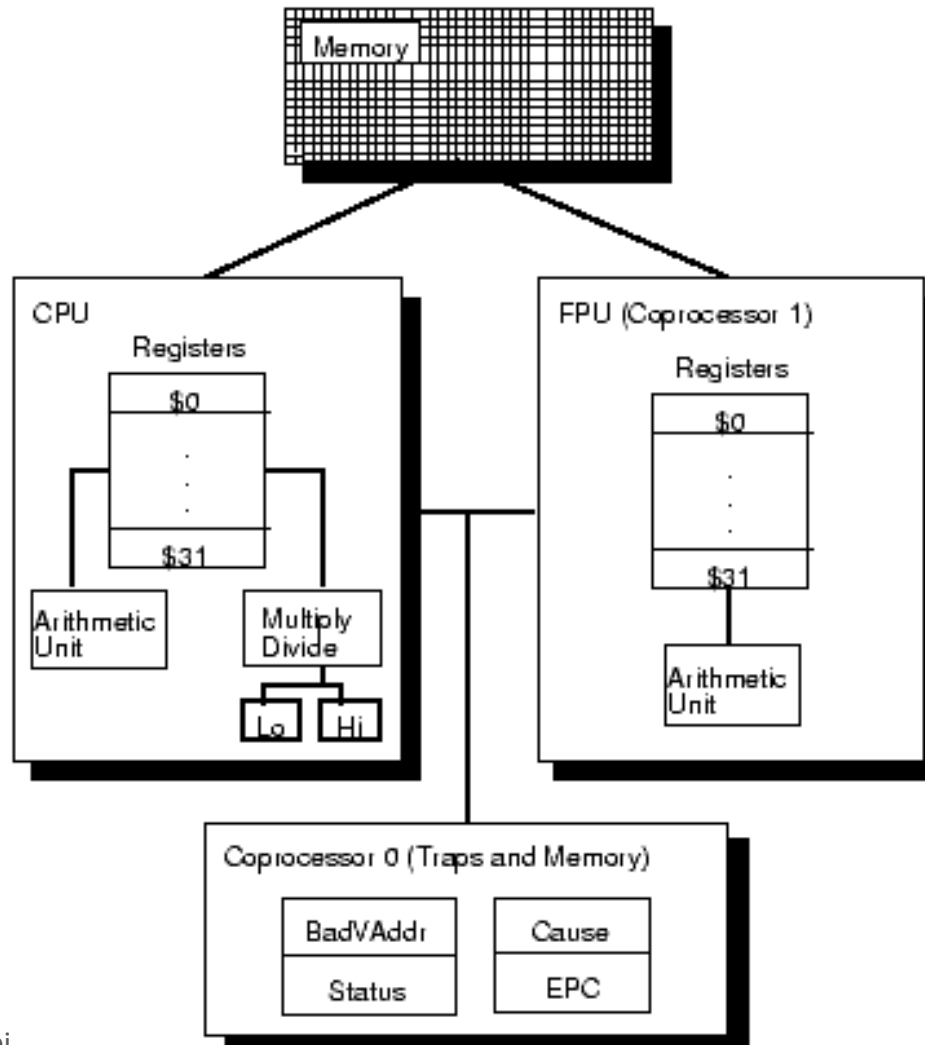 Memory
CPU
Registers
$0
.
.
.
$31
Arithmetic
Unit
Multiply
Divide
Lo
Hi
FPU (Coprocessor 1)
Registers
$0
.
.
.
$31
Arithmetic
Unit
Coprocessor 0 (Traps and Memory)
BadVAddr
Status
Cause
EPC